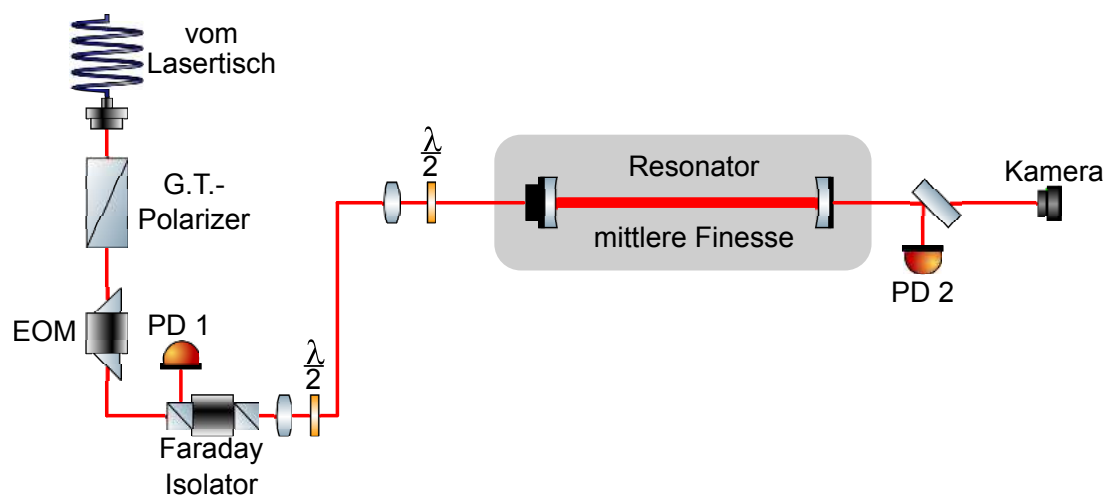 vom
Lasertisch
G.T.-
Polarizer
EOM
PD 1
Faraday
Isolator
λ
2
λ
2
Resonator
mittlere Finesse
PD 2
Kamera